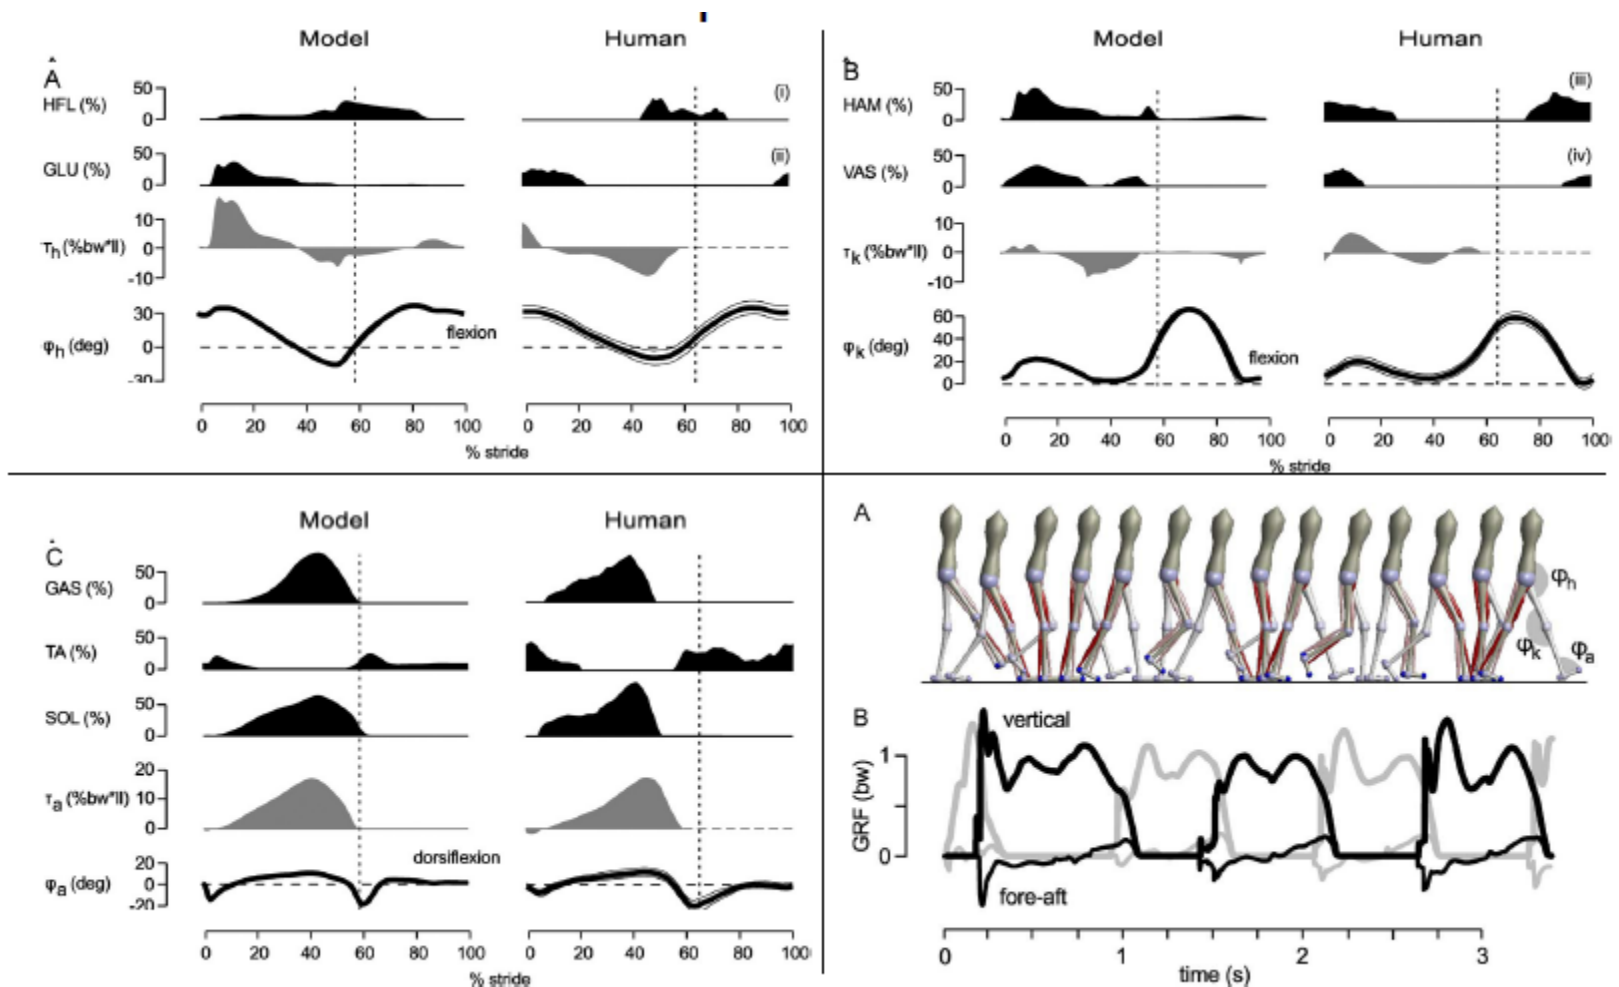 Model Human
A
HFL (%) 50 0 (i)
GLU (%) 50 0 (ii)
τh (%bw*ll) 10 0 -10
φh (deg) 30 0 -30 flexion
0 20 40 60 80 100 0 20 40 60 80 100
% stride
Model Human
B
HAM (%) 50 0 (iii)
VAS (%) 50 0 (iv)
τk (%bw*ll) 10 0 -10
φk (deg) 60 40 20 0 flexion
0 20 40 60 80 100 0 20 40 60 80 100
% stride
Model Human
C
GAS (%) 50 0
TA (%) 50 0
SOL (%) 50 0
τa (%bw*ll) 20 10 0
φa (deg) 20 0 -20 dorsiflexion
0 20 40 60 80 100 0 20 40 60 80 100
% stride
A
φh
φk φa
B
vertical
GRF (bw) 1 0
fore-aft
0 1 2 3
time (s)